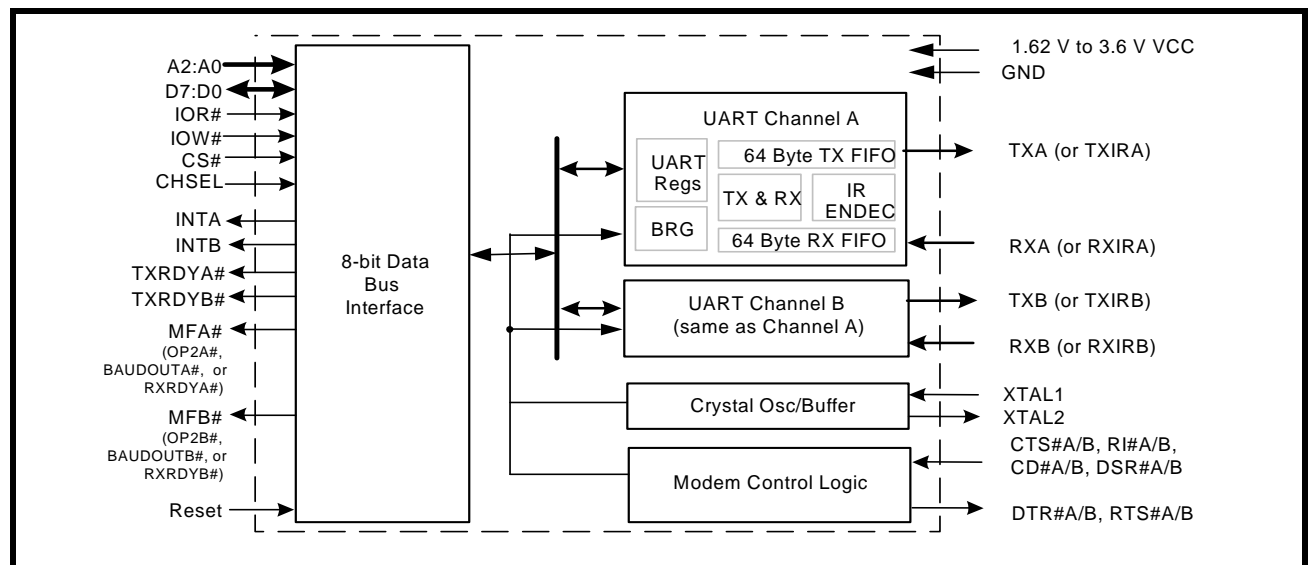 A2:A0
D7:D0
IOR#
IOW#
CS#
CHSEL
INTA
INTB
TXRDYA#
TXRDYB#
MFA#
(OP2A#,
BAUDOUTA#, or
RXRDYA#)
MFB#
(OP2B#,
BAUDOUTB#, or
RXRDYB#)
Reset
8-bit Data
Bus
Interface
UART Channel A
UART
Regs
BRG
64 Byte TX FIFO
TX & RX
IR
ENDEC
64 Byte RX FIFO
UART Channel B
(same as Channel A)
Crystal Osc/Buffer
Modem Control Logic
1.62 V to 3.6 V VCC
GND
TXA (or TXIRA)
RXA (or RXIRA)
TXB (or TXIRB)
RXB (or RXIRB)
XTAL1
XTAL2
CTS#A/B, RI#A/B,
CD#A/B, DSR#A/B
DTR#A/B, RTS#A/B